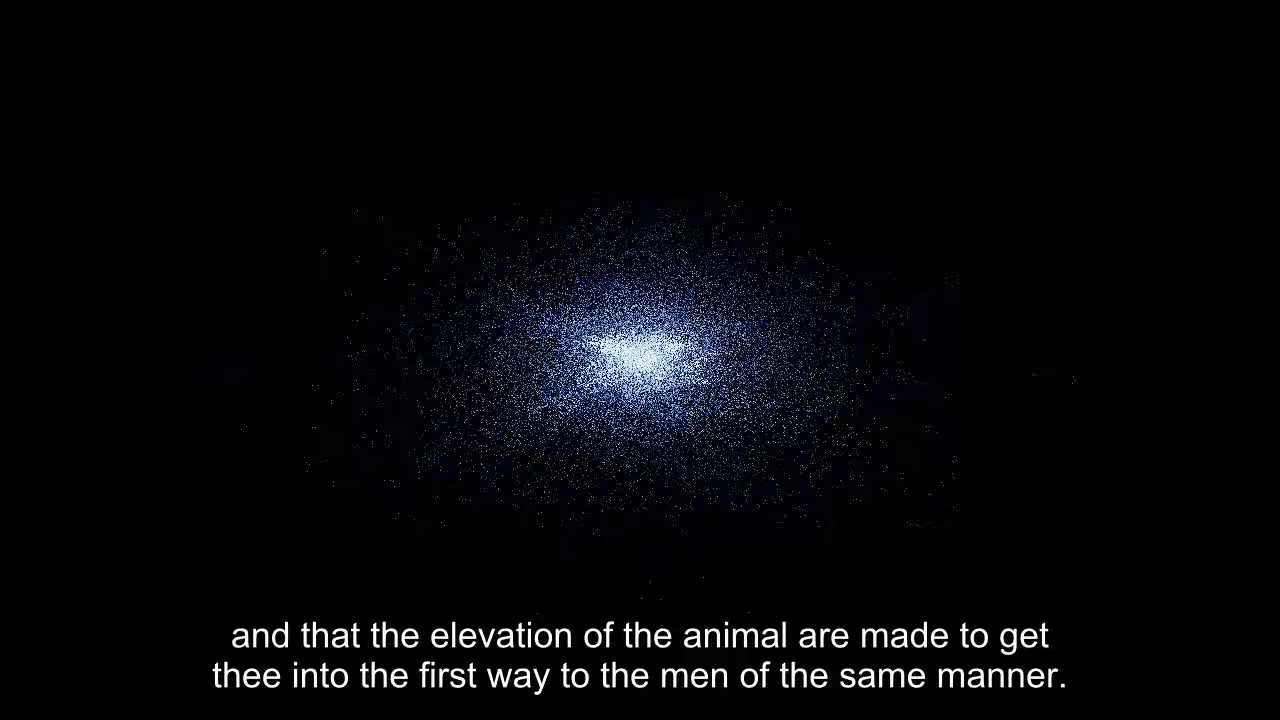 and that the elevation of the animal are made to get
thee into the first way to the men of the same manner.